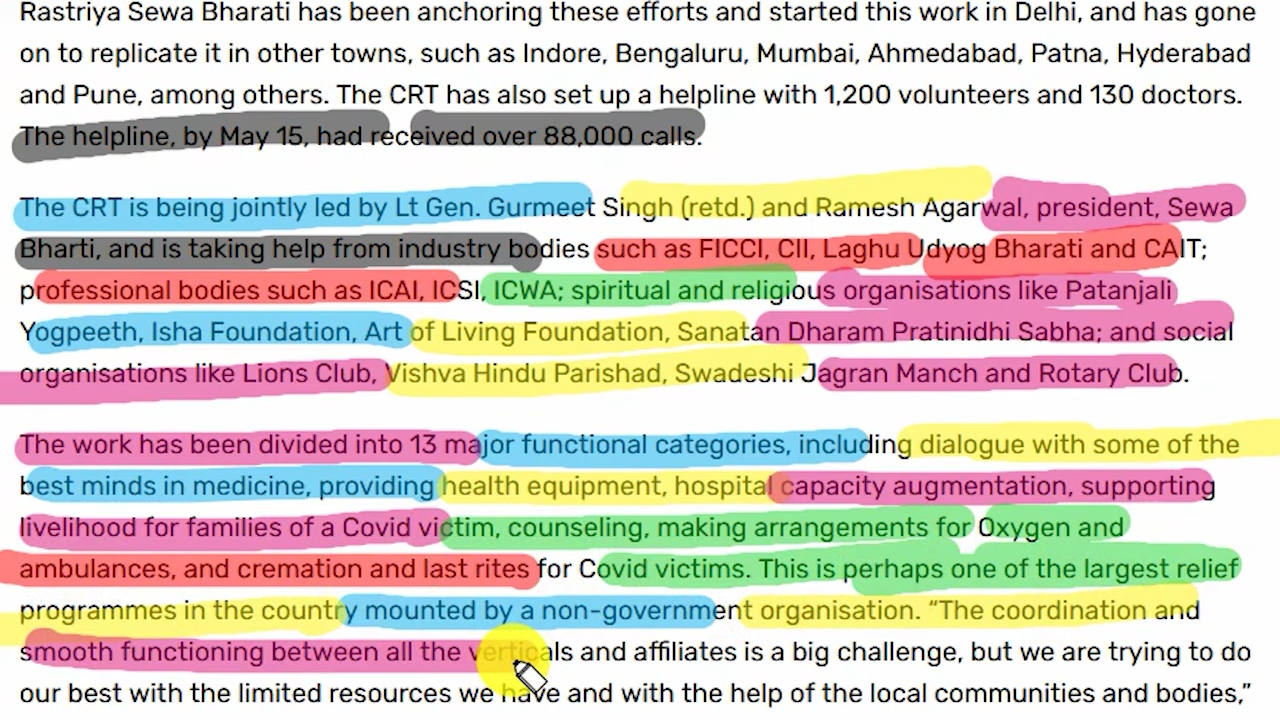 Rastriya Sewa Bharati has been anchoring these efforts and started this work in Delhi, and has gone
on to replicate it in other towns, such as Indore, Bengaluru, Mumbai, Ahmedabad, Patna, Hyderabad
and Pune, among others. The CRT has also set up a helpline with 1,200 volunteers and 130 doctors.
The helpline, by May 15, had received over 88,000 calls.
The CRT is being jointly led by Lt Gen. Gurmeet Singh (retd.) and Ramesh Agarwal, president, Sewa
Bharti, and is taking help from industry bodies such as FICCI, CII, Laghu Udyog Bharati and CAIT;
professional bodies such as ICAI, ICSI, ICWA; spiritual and religious organisations like Patanjali
Yogpeeth, Isha Foundation, Art of Living Foundation, Sanatan Dharam Pratinidhi Sabha; and social
organisations like Lions Club, Vishva Hindu Parishad, Swadeshi Jagran Manch and Rotary Club.
The work has been divided into 13 major functional categories, including dialogue with some of the
best minds in medicine, providing health equipment, hospital capacity augmentation, supporting
livelihood for families of a Covid victim, counseling, making arrangements for Oxygen and
ambulances, and cremation and last rites for Covid victims. This is perhaps one of the largest relief
programmes in the country mounted by a non-government organisation. “The coordination and
smooth functioning between all the verticals and affiliates is a big challenge, but we are trying to do
our best with the limited resources we have and with the help of the local communities and bodies,”